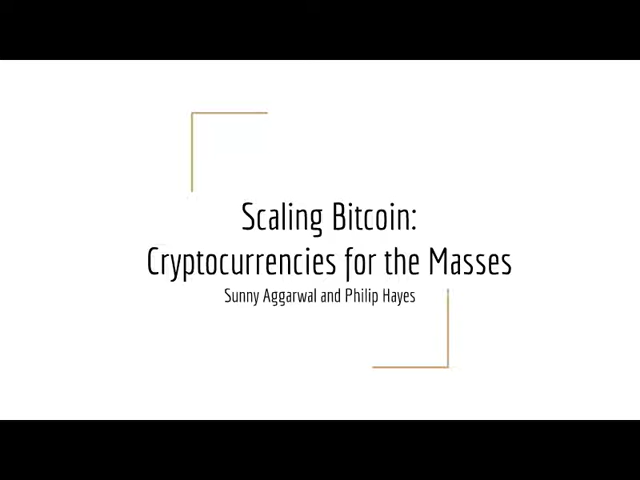 Scaling Bitcoin:
Cryptocurrencies for the Masses
Sunny Aggarwal and Philip Hayes